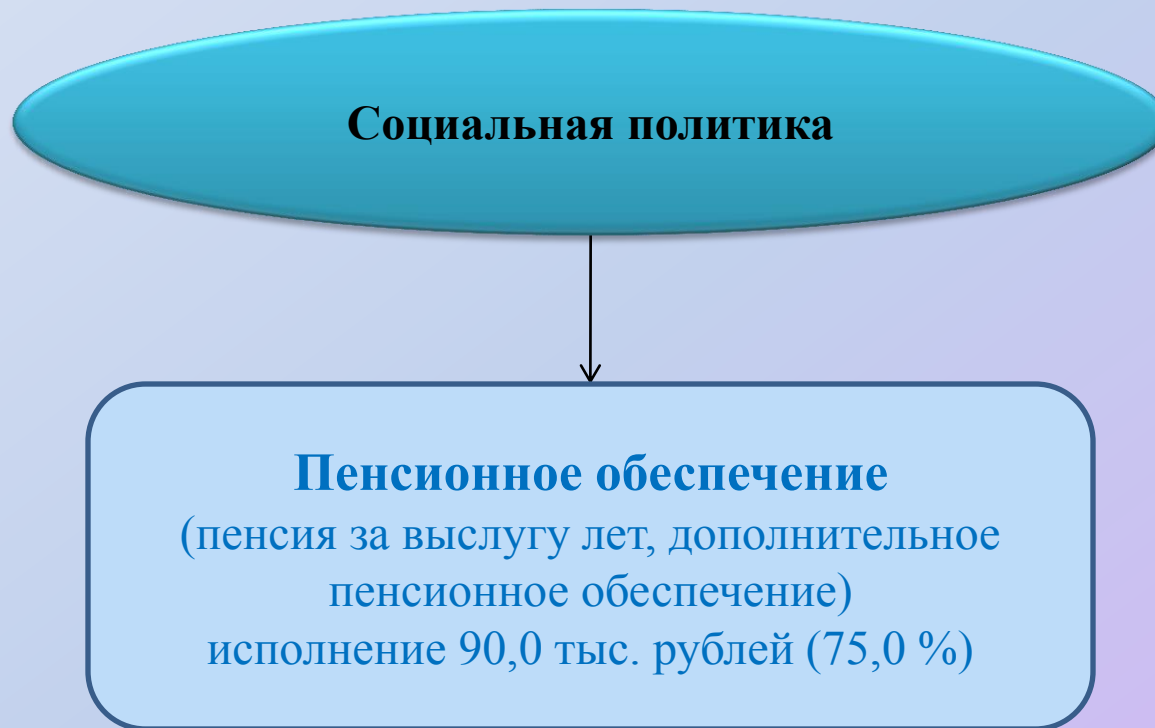 Социальная политика
Пенсионное обеспечение
(пенсия за выслугу лет, дополнительное
пенсионное обеспечение)
исполнение 90,0 тыс. рублей (75,0 %)